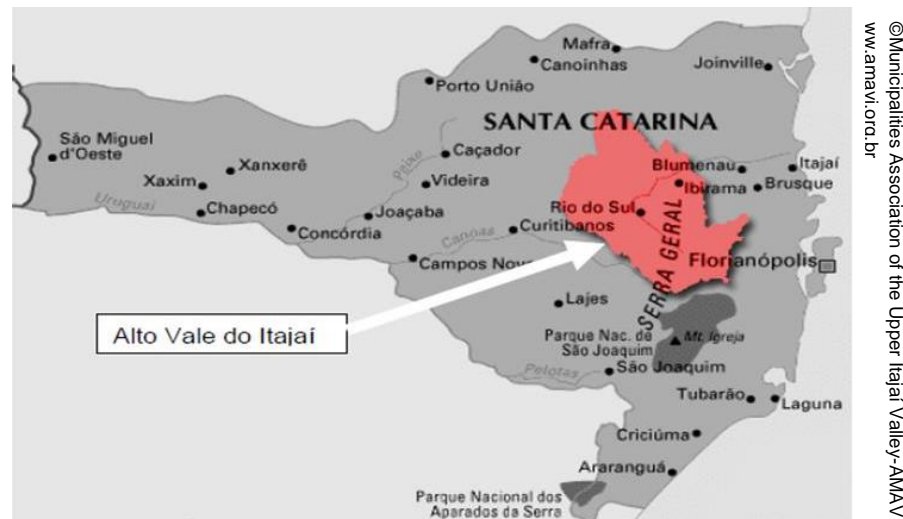 Mafra
Canoinhas
Joinville
Porto União
SANTA CATARINA
São Miguel
d'Oeste
Caçador
Peixe
Xanxerê
Xaxim
Videira
Blumenau
Itajaí
Ibirama
Brusque
Uruguai
Chapecó
Joaçaba
Rio do Sul
Concórdia
Canoas
Curitibanos
Campos Novo
SERRA GERAL
Florianópolis
Alto Vale do Itajaí
Lajes
Parque Nac. de
São Joaquim
Mt. Igreja
Pelotas
São Joaquim
Tubarão
Laguna
Criciúma
Araranguá
Parque Nacional dos
Aparados da Serra
©Municipalities Association of the Upper Itajaí Valley-AMAV
www.amavi.org.br